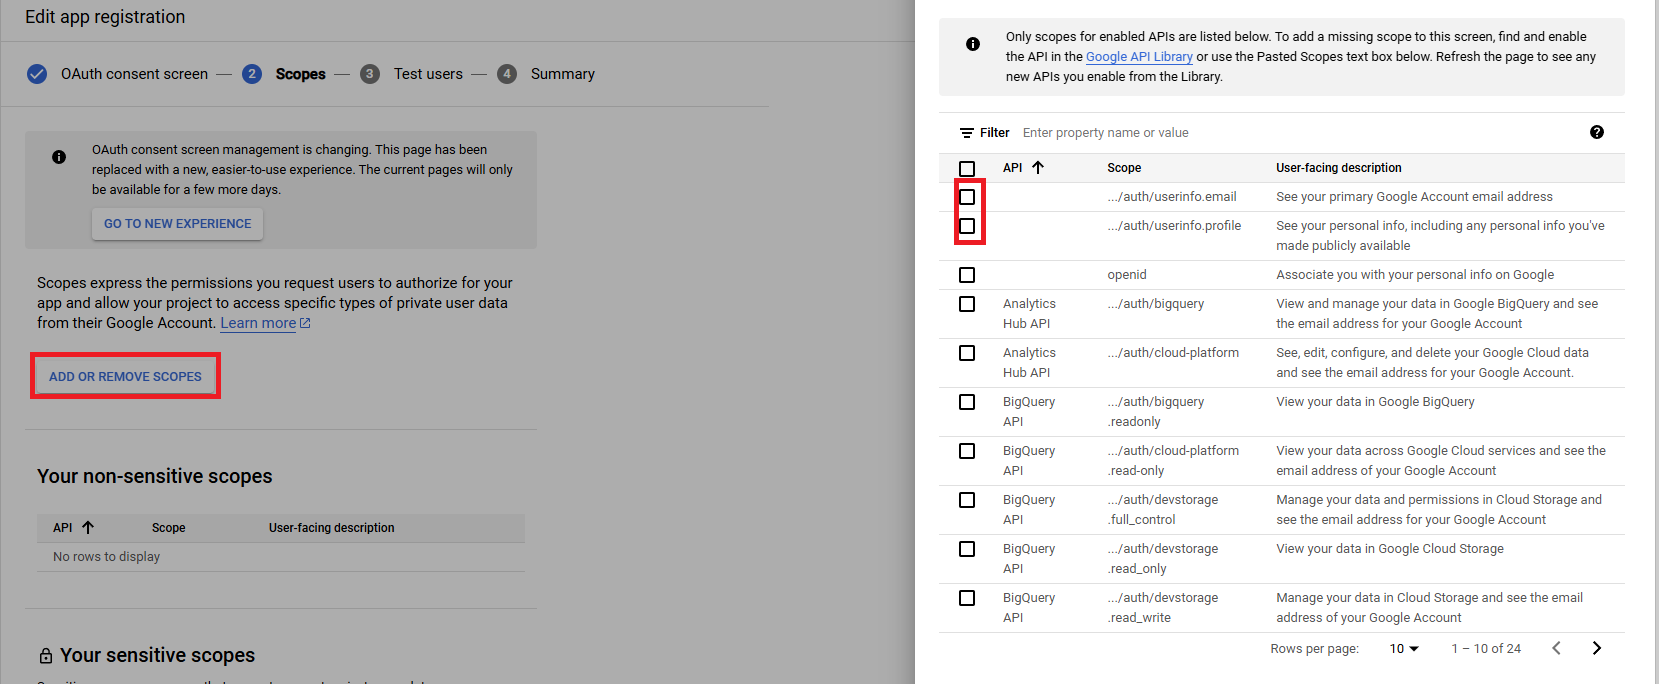 Edit app registration
OAuth consent screen
2 Scopes
3 Test users
4 Summary
OAuth consent screen management is changing. This page has been
replaced with a new, easier-to-use experience. The current pages will only
be available for a few more days.
GO TO NEW EXPERIENCE
Scopes express the permissions you request users to authorize for your
app and allow your project to access specific types of private user data
from their Google Account. Learn more
ADD OR REMOVE SCOPES
Your non-sensitive scopes
API Scope User-facing description
No rows to display
Your sensitive scopes
Only scopes for enabled APIs are listed below. To add a missing scope to this screen, find and enable
the API in the Google API Library or use the Pasted Scopes text box below. Refresh the page to see any
new APIs you enable from the Library.
Filter Enter property name or value
API Scope User-facing description
.../auth/userinfo.email See your primary Google Account email address
.../auth/userinfo.profile See your personal info, including any personal info you've
made publicly available
openid Associate you with your personal info on Google
Analytics .../auth/bigquery View and manage your data in Google BigQuery and see
Hub API the email address for your Google Account
Analytics .../auth/cloud-platform See, edit, configure, and delete your Google Cloud data
Hub API and see the email address for your Google Account.
BigQuery .../auth/bigquery View your data in Google BigQuery
API .readonly
BigQuery .../auth/cloud-platform View your data across Google Cloud services and see the
API .read-only email address of your Google Account
BigQuery .../auth/devstorage Manage your data and permissions in Cloud Storage and
API .full_control see the email address for your Google Account
BigQuery .../auth/devstorage View your data in Google Cloud Storage
API .read_only
BigQuery .../auth/devstorage Manage your data in Cloud Storage and see the email
API .read_write address of your Google Account
Rows per page: 10 1 – 10 of 24